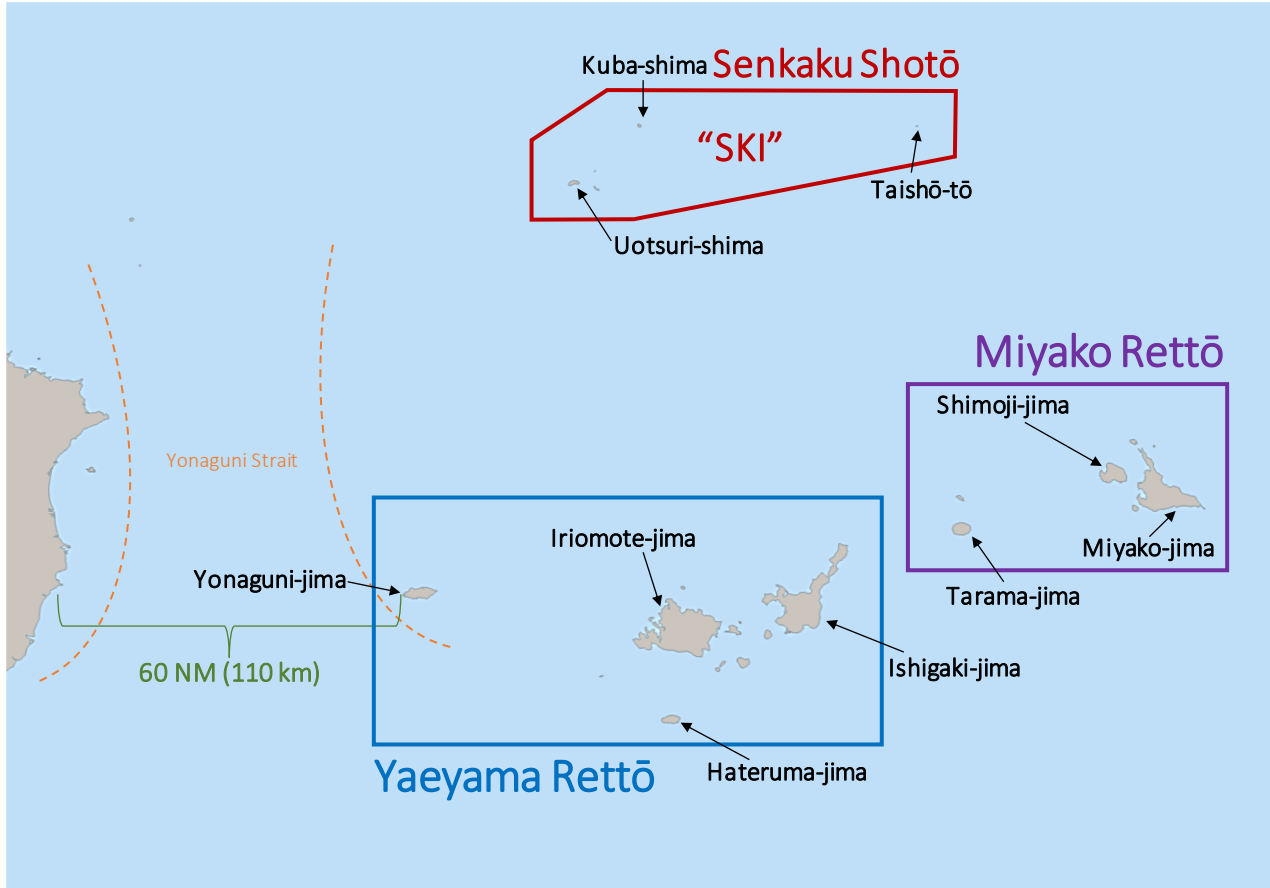 Kuba-shima
Senkaku Shotō
“SKI”
Taishō-tō
Uotsuri-shima
Miyako Rettō
Shimoji-jima
Yonaguni Strait
Iriomote-jima
Miyako-jima
Yonaguni-jima
Tarama-jima
60 NM (110 km)
Ishigaki-jima
Yaeyama Rettō
Hateruma-jima